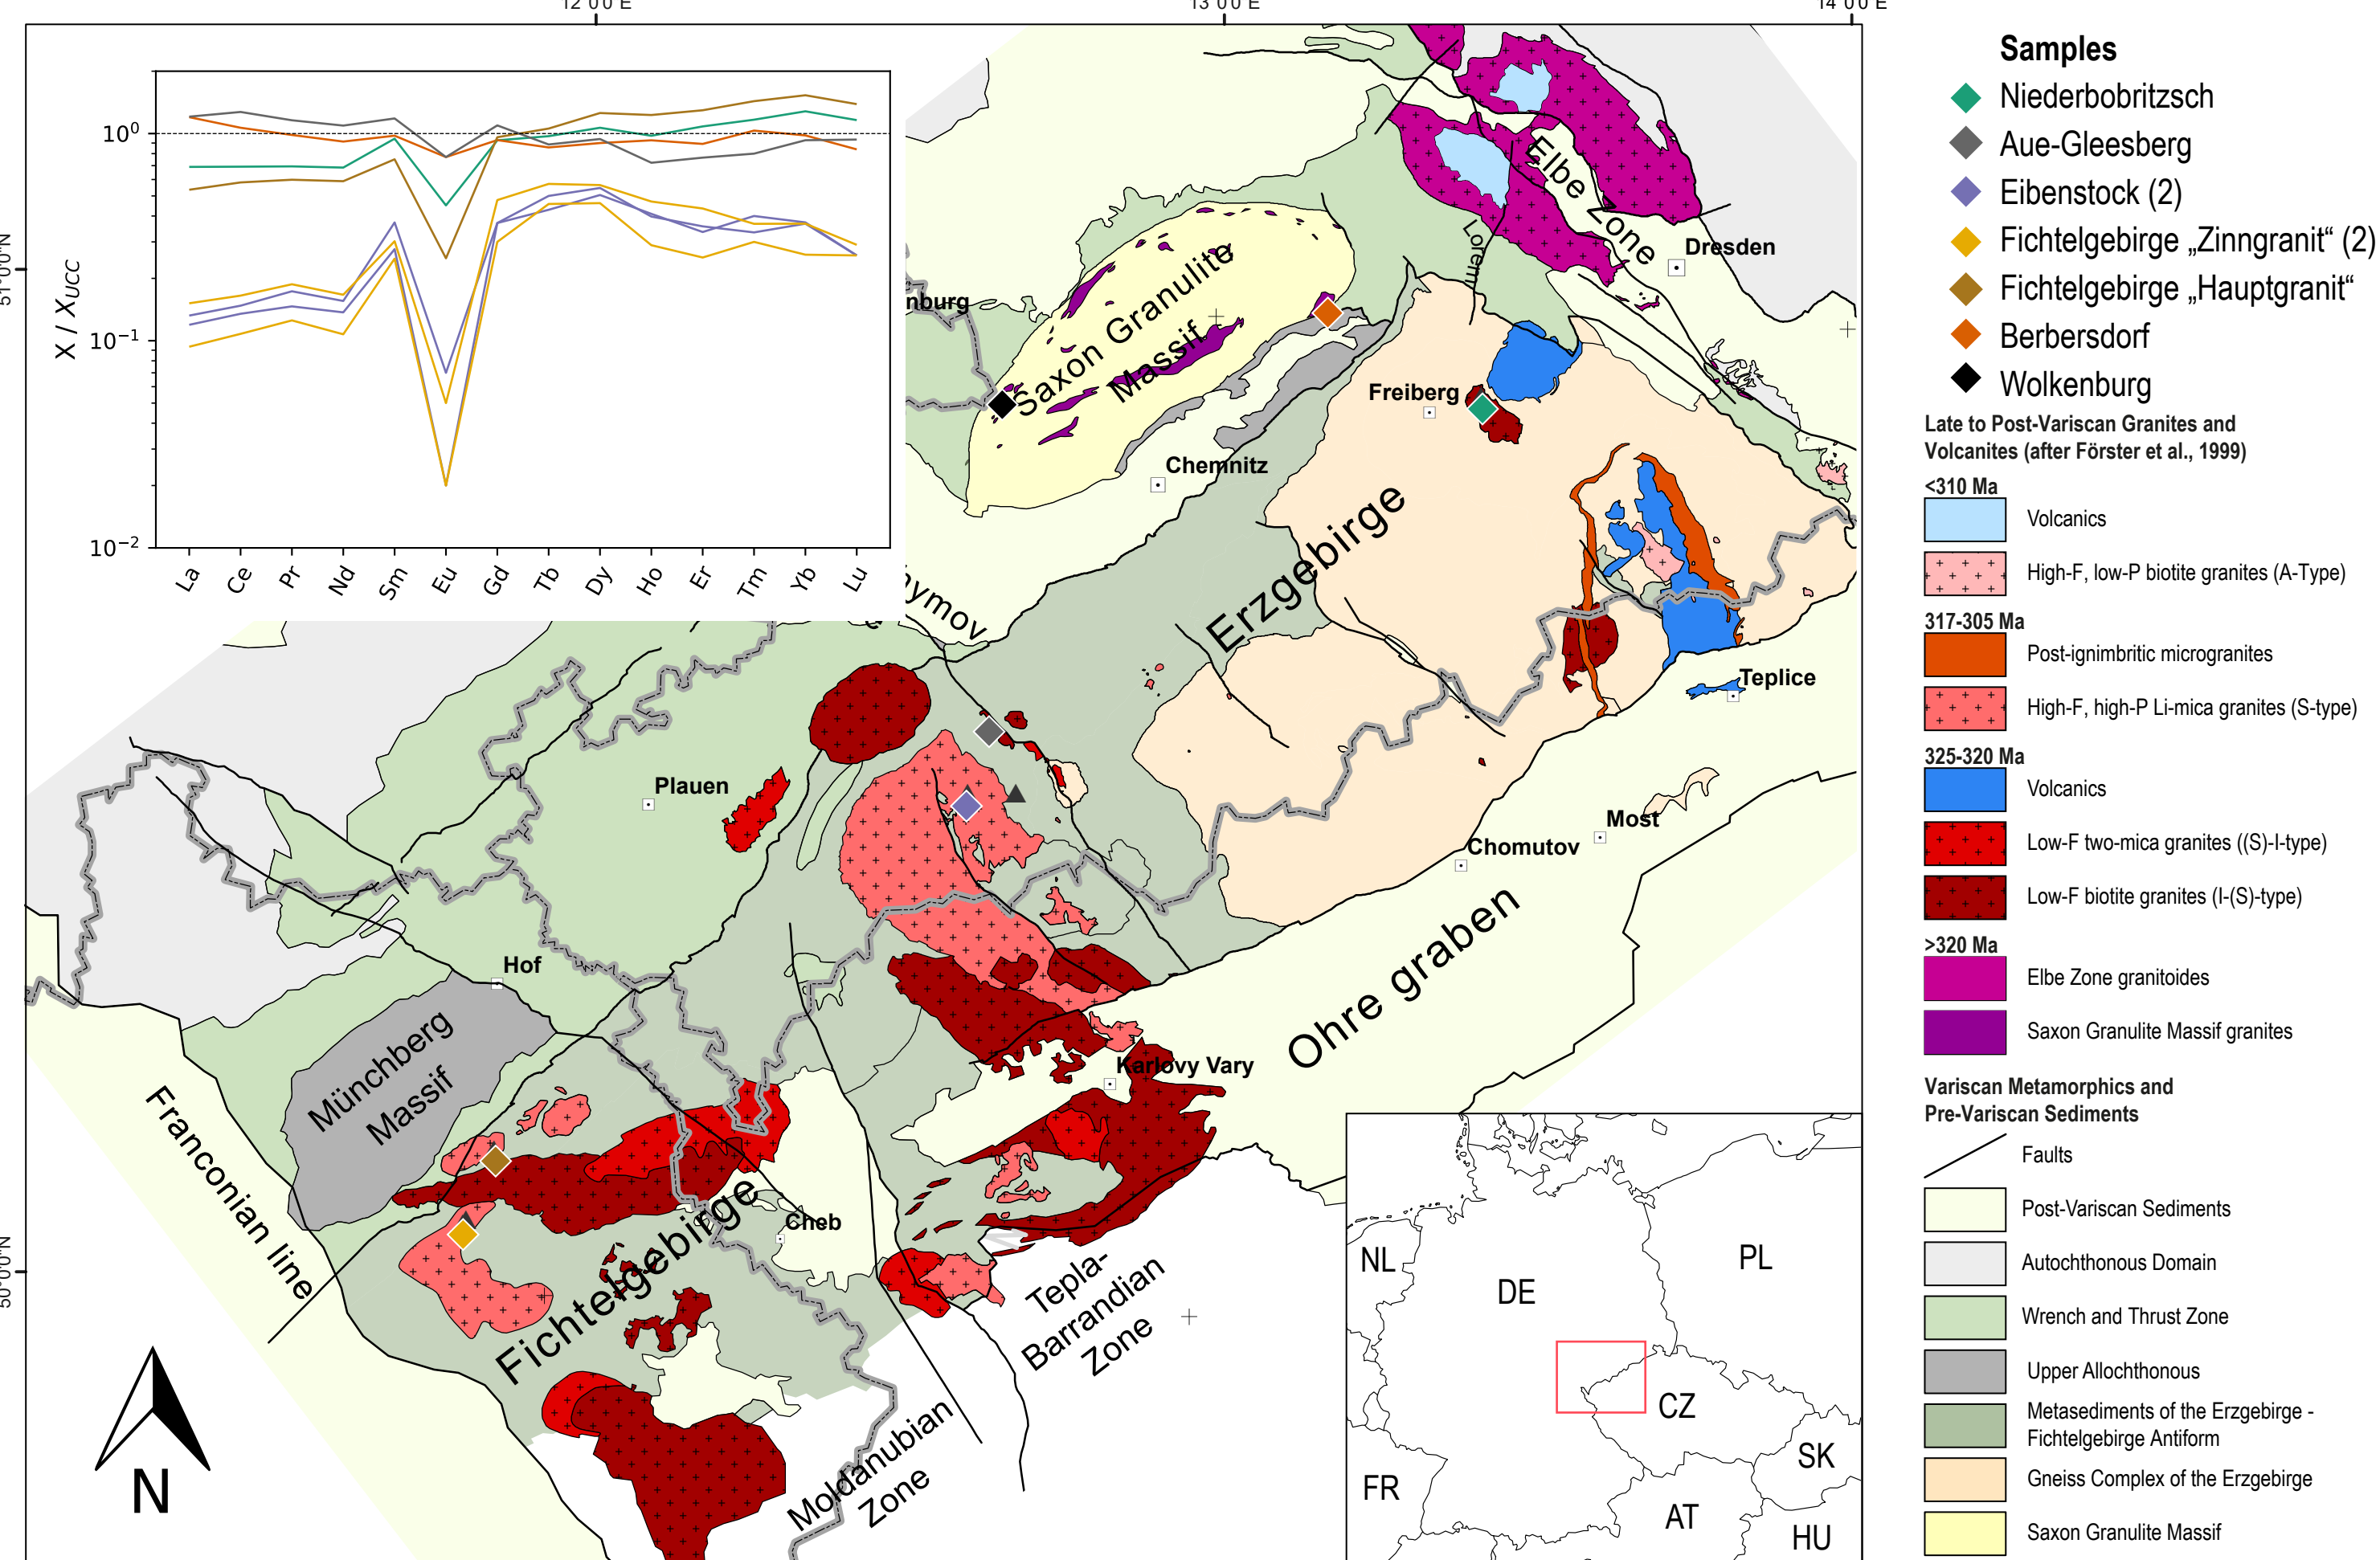 12°00'E
13°00'E
14°00'E
51°0'0"N
50°0'0"N
X / X_UCC
10^0
10^-1
10^-2
La
Ce
Pr
Nd
Sm
Eu
Gd
Tb
Dy
Ho
Er
Tm
Yb
Lu
Elbe Zone
Dresden
nburg
Saxon Granulite
Massif
Freiberg
Chemnitz
Erzgebirge
ymov
Teplice
Plauen
Most
Chomutov
Hof
Ohre graben
Münchberg
Massif
Karlovy Vary
Franconian line
Cheb
Fichtelgebirge
Tepla-
Barrandian
Zone
Moldanubian
Zone
N
NL
DE
PL
CZ
SK
FR
AT
HU
Samples
Niederbobritzsch
Aue-Gleesberg
Eibenstock (2)
Fichtelgebirge „Zinngranit“ (2)
Fichtelgebirge „Hauptgranit“
Berbersdorf
Wolkenburg
Late to Post-Variscan Granites and
Volcanites (after Förster et al., 1999)
<310 Ma
Volcanics
High-F, low-P biotite granites (A-Type)
317-305 Ma
Post-ignimbritic microgranites
High-F, high-P Li-mica granites (S-type)
325-320 Ma
Volcanics
Low-F two-mica granites ((S)-I-type)
Low-F biotite granites (I-(S)-type)
>320 Ma
Elbe Zone granitoides
Saxon Granulite Massif granites
Variscan Metamorphics and
Pre-Variscan Sediments
Faults
Post-Variscan Sediments
Autochthonous Domain
Wrench and Thrust Zone
Upper Allochthonous
Metasediments of the Erzgebirge -
Fichtelgebirge Antiform
Gneiss Complex of the Erzgebirge
Saxon Granulite Massif